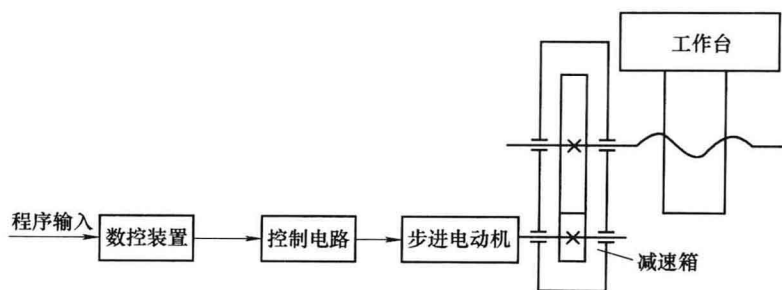 工作台
程序输入
数控装置
控制电路
步进电动机
减速箱